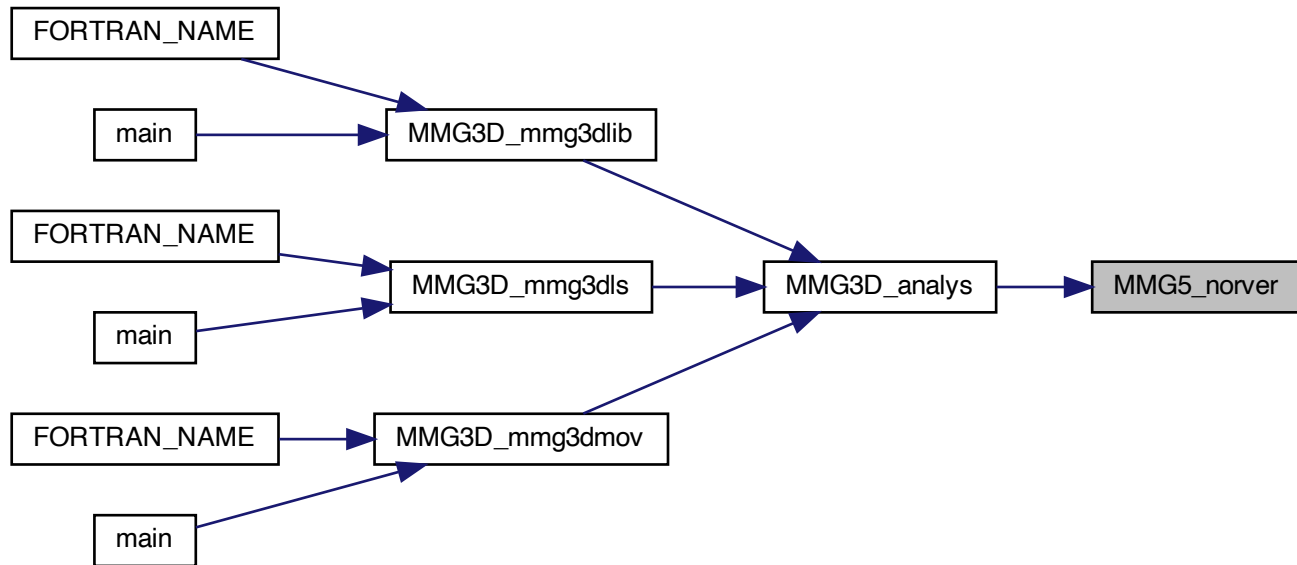 FORTRAN_NAME
main
MMG3D_mmg3dlib
FORTRAN_NAME
main
MMG3D_mmg3dls
MMG3D_analys
MMG5_norver
FORTRAN_NAME
main
MMG3D_mmg3dmov